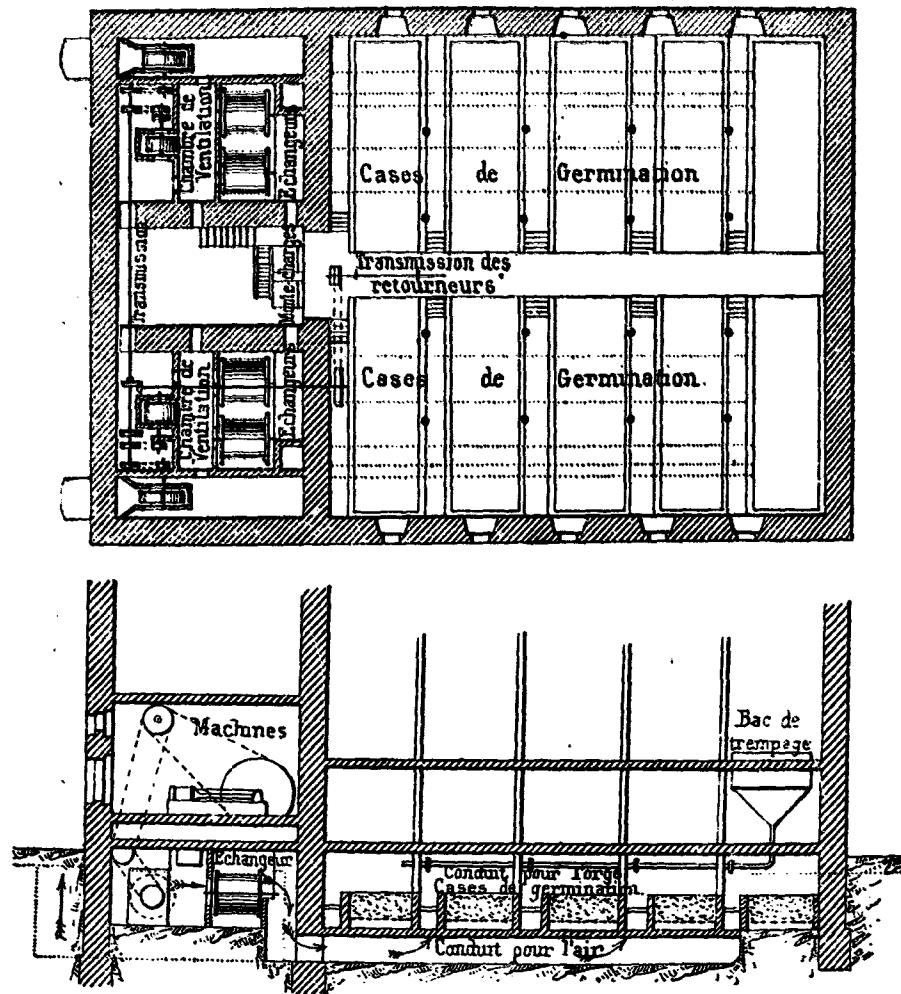 Chambre de
Ventilation
Echangeurs
Cases de Germination
Transmission
Monte-charges
Transmission des
retourneurs
Chambre de
Ventilation
Echangeurs
Cases de Germination.
Machines
Bac de
trempage
Echangeur
Conduit pour l'orge
Cases de germination
Conduit pour l'air